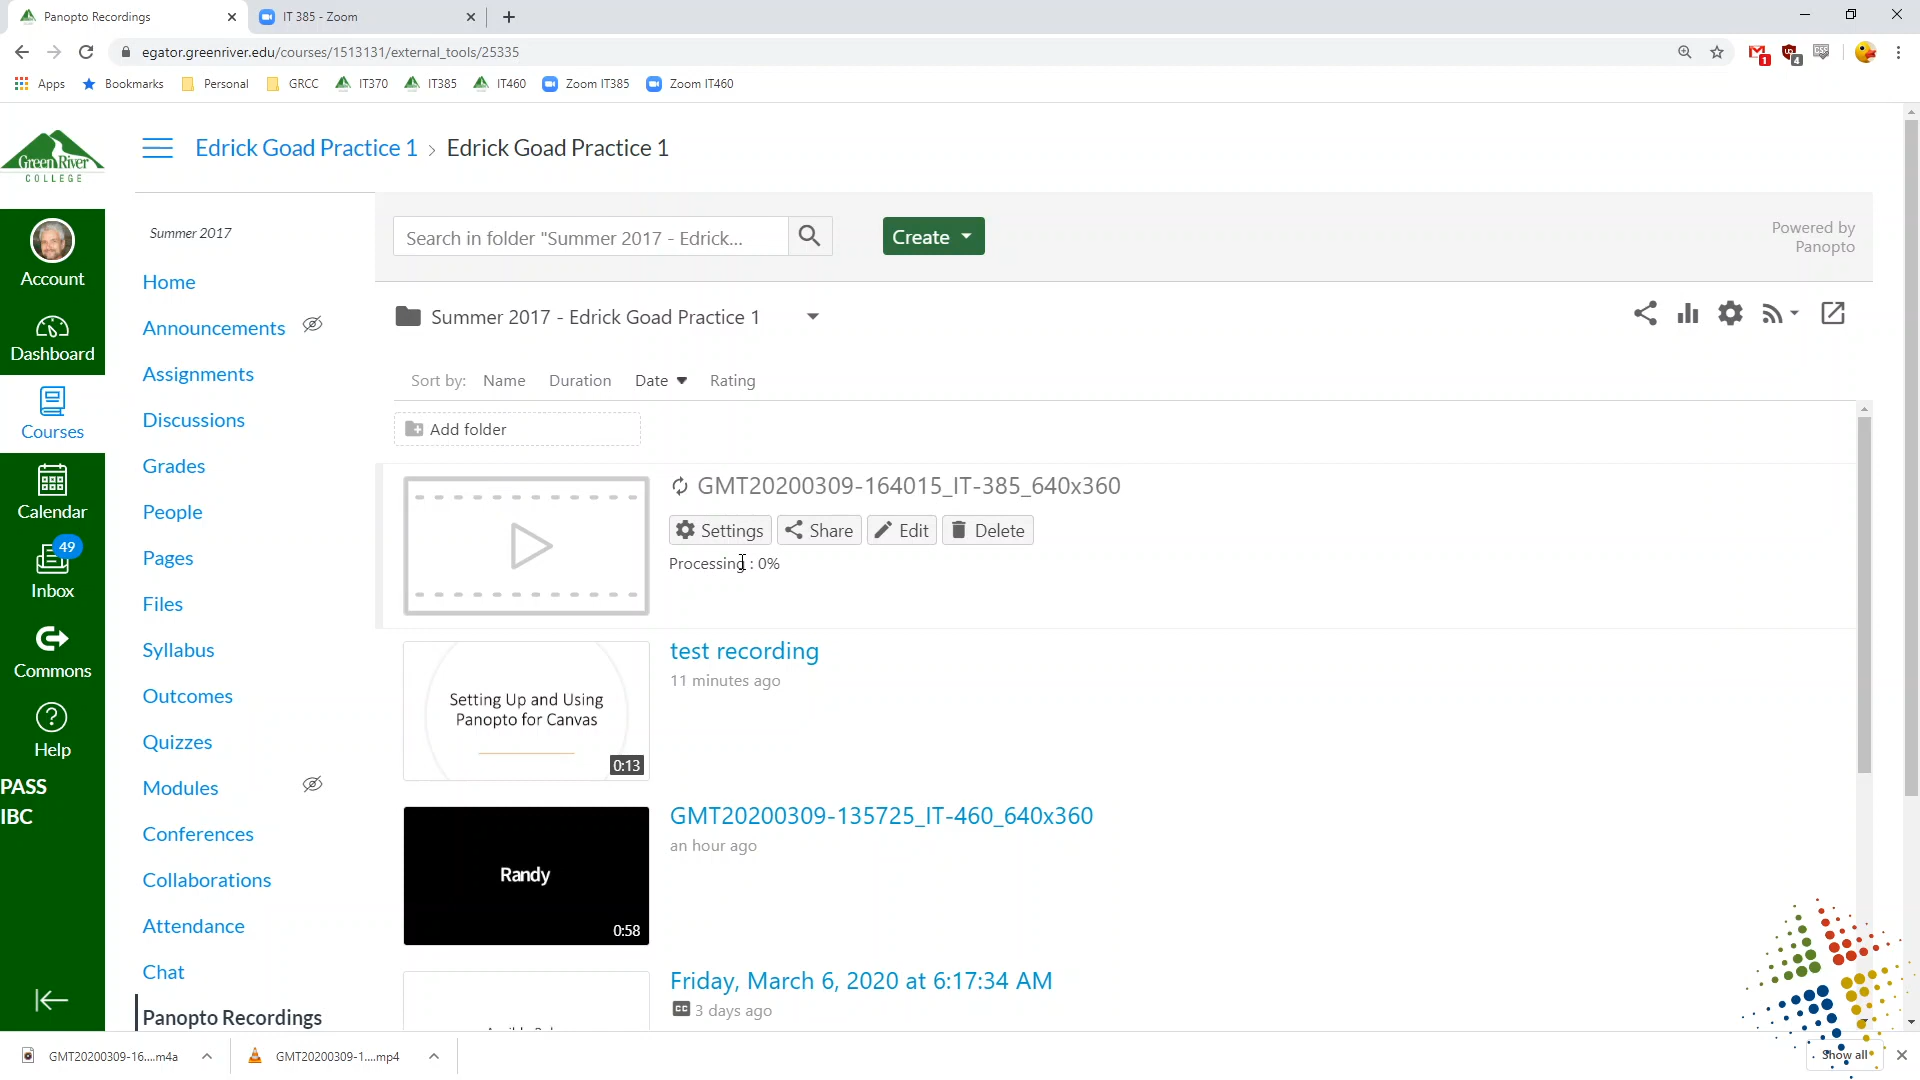 Panopto Recordings
IT 385 - Zoom
egator.greenriver.edu/courses/1513131/external_tools/25335
1
4
CSS
Apps
Bookmarks
Personal
GRCC
IT370
IT385
IT460
Zoom IT385
Zoom IT460
Green River
COLLEGE
Edrick Goad Practice 1 > Edrick Goad Practice 1
Account
Dashboard
Courses
Calendar
49
Inbox
Commons
Help
PASS
IBC
Summer 2017
Home
Announcements
Assignments
Discussions
Grades
People
Pages
Files
Syllabus
Outcomes
Quizzes
Modules
Conferences
Collaborations
Attendance
Chat
Panopto Recordings
Search in folder "Summer 2017 - Edrick...
Create
Powered by
Panopto
Summer 2017 - Edrick Goad Practice 1
Sort by: Name Duration Date Rating
Add folder
GMT20200309-164015_IT-385_640x360
Settings Share Edit Delete
Processing: 0%
Setting Up and Using
Panopto for Canvas
0:13
test recording
11 minutes ago
Randy
0:58
GMT20200309-135725_IT-460_640x360
an hour ago
Friday, March 6, 2020 at 6:17:34 AM
CC 3 days ago
GMT20200309-16....m4a
GMT20200309-1....mp4
Show all